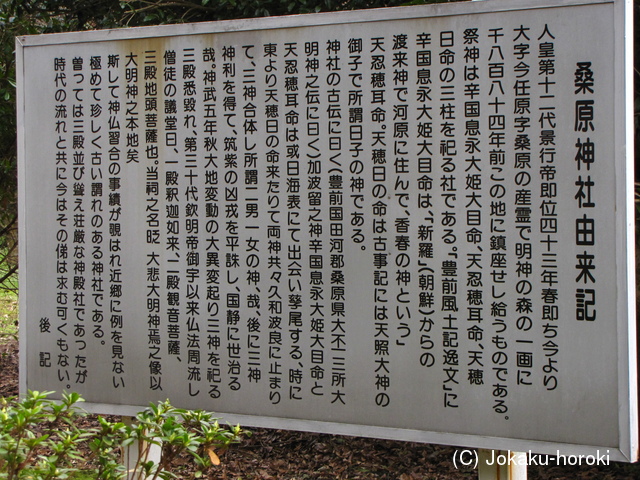 桑原神社由来記
人皇第十二代景行帝即位四十三年春即ち今より
大字今任原字桑原の産霊で明神の森の一画に
千八百八十四年前この地に鎮座せし給うものである。
祭神は辛国息永大姫大目命、天忍穂耳命、天穂
日命の三柱を祀る社である。「豊前風土記逸文」に
辛国息永大姫大目命は、「新羅」(朝鮮)からの
渡来神で河原に住んで、香春の神という」
天忍穂耳命。天穂日の命は古事記には天照大神の
御子で所謂日子の神である。
神社の古伝に曰く(豊前国田河郡桑原県大不二三所大
明神之伝に曰く)加波留之神辛国息永大姫大目命と
天忍穂耳命は或日海表にて出会い孳尾する、時に
東より天穂日の命来たりて両神共々久和波良に止まり
て、三神合体し所謂二男一女の神、哉、後に三神
神利を得て、筑紫の凶戎を平誅し、国静に世治る
哉。神武五年秋大地変動の大異変起り三神を祀る
三殿悉毀れ、第三十代欽明帝御宇以来仏法周流し
僧徒の議堂曰、一殿釈迦如来、二殿観音菩薩、
三殿地頭菩薩也。当祠之名貶 大悲大明神焉之像以
大明神之本地矣
斯して神仏習合の事績が覗はれ近郷に例を見ない
極めて珍しく古い謂れのある神社である。
曽っては三殿並び聳え荘厳な神殿社であったが
時代の流れと共に今はその俤は求む可くもない。
後 記
(C) Jokaku-horoki